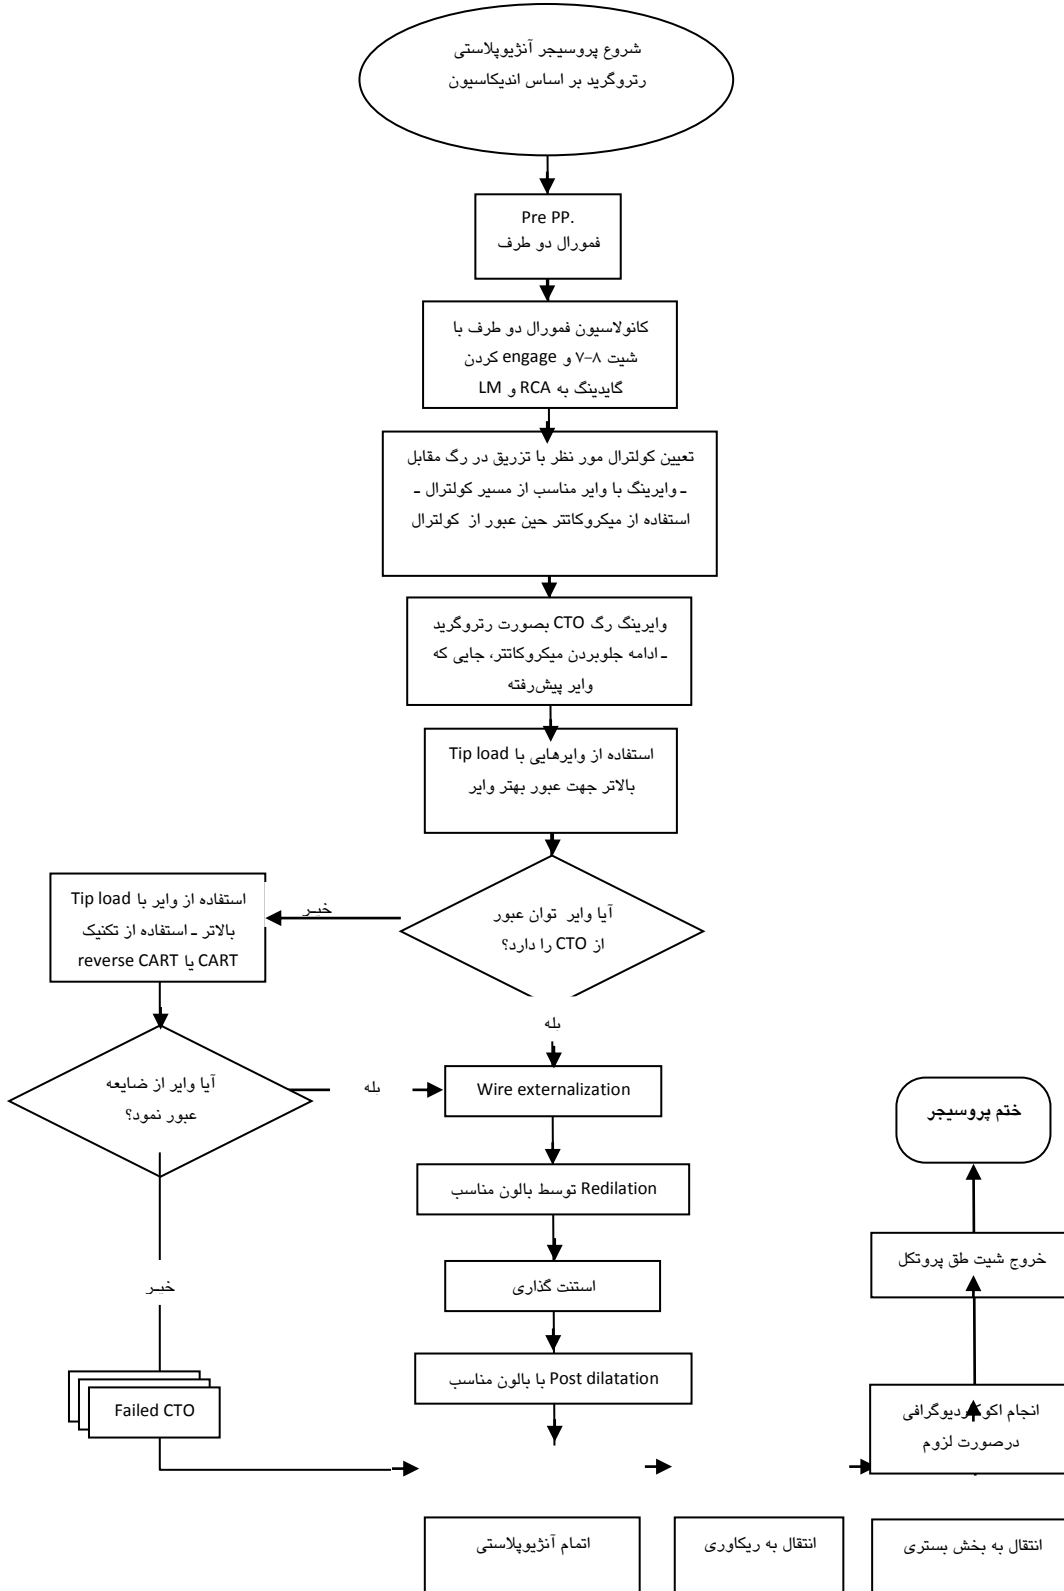 شروع پروسیجر آنژیوپلاستی
رتروگرید بر اساس اندیکاسیون
Pre PP.
فمورال دو طرف
کانولاسیون فمورال دو طرف با
شیت ۸–۷ و engage کردن
گایدینگ به RCA و LM
تعیین کولترال مور نظر با تزریق در رگ مقابل
ـ وایرینگ با وایر مناسب از مسیر کولترال ـ
استفاده از میکروکاتتر حین عبور از کولترال
وایرینگ رگ CTO بصورت رتروگرید
ـ ادامه جلوبردن میکروکاتتر، جایی که
وایر پیش‌رفته
استفاده از وایرهایی با Tip load
بالاتر جهت عبور بهتر وایر
آیا وایر توان عبور
از CTO را دارد؟
خیر
استفاده از وایر با Tip load
بالاتر ـ استفاده از تکنیک
CART یا reverse CART
بله
آیا وایر از ضایعه
عبور نمود؟
بله
Wire externalization
ختم پروسیجر
Redilation توسط بالون مناسب
خروج شیت طق پروتکل
خیر
استنت گذاری
Post dilatation با بالون مناسب
Failed CTO
انجام اکوکاردیوگرافی
درصورت لزوم
اتمام آنژیوپلاستی
انتقال به ریکاوری
انتقال به بخش بستری